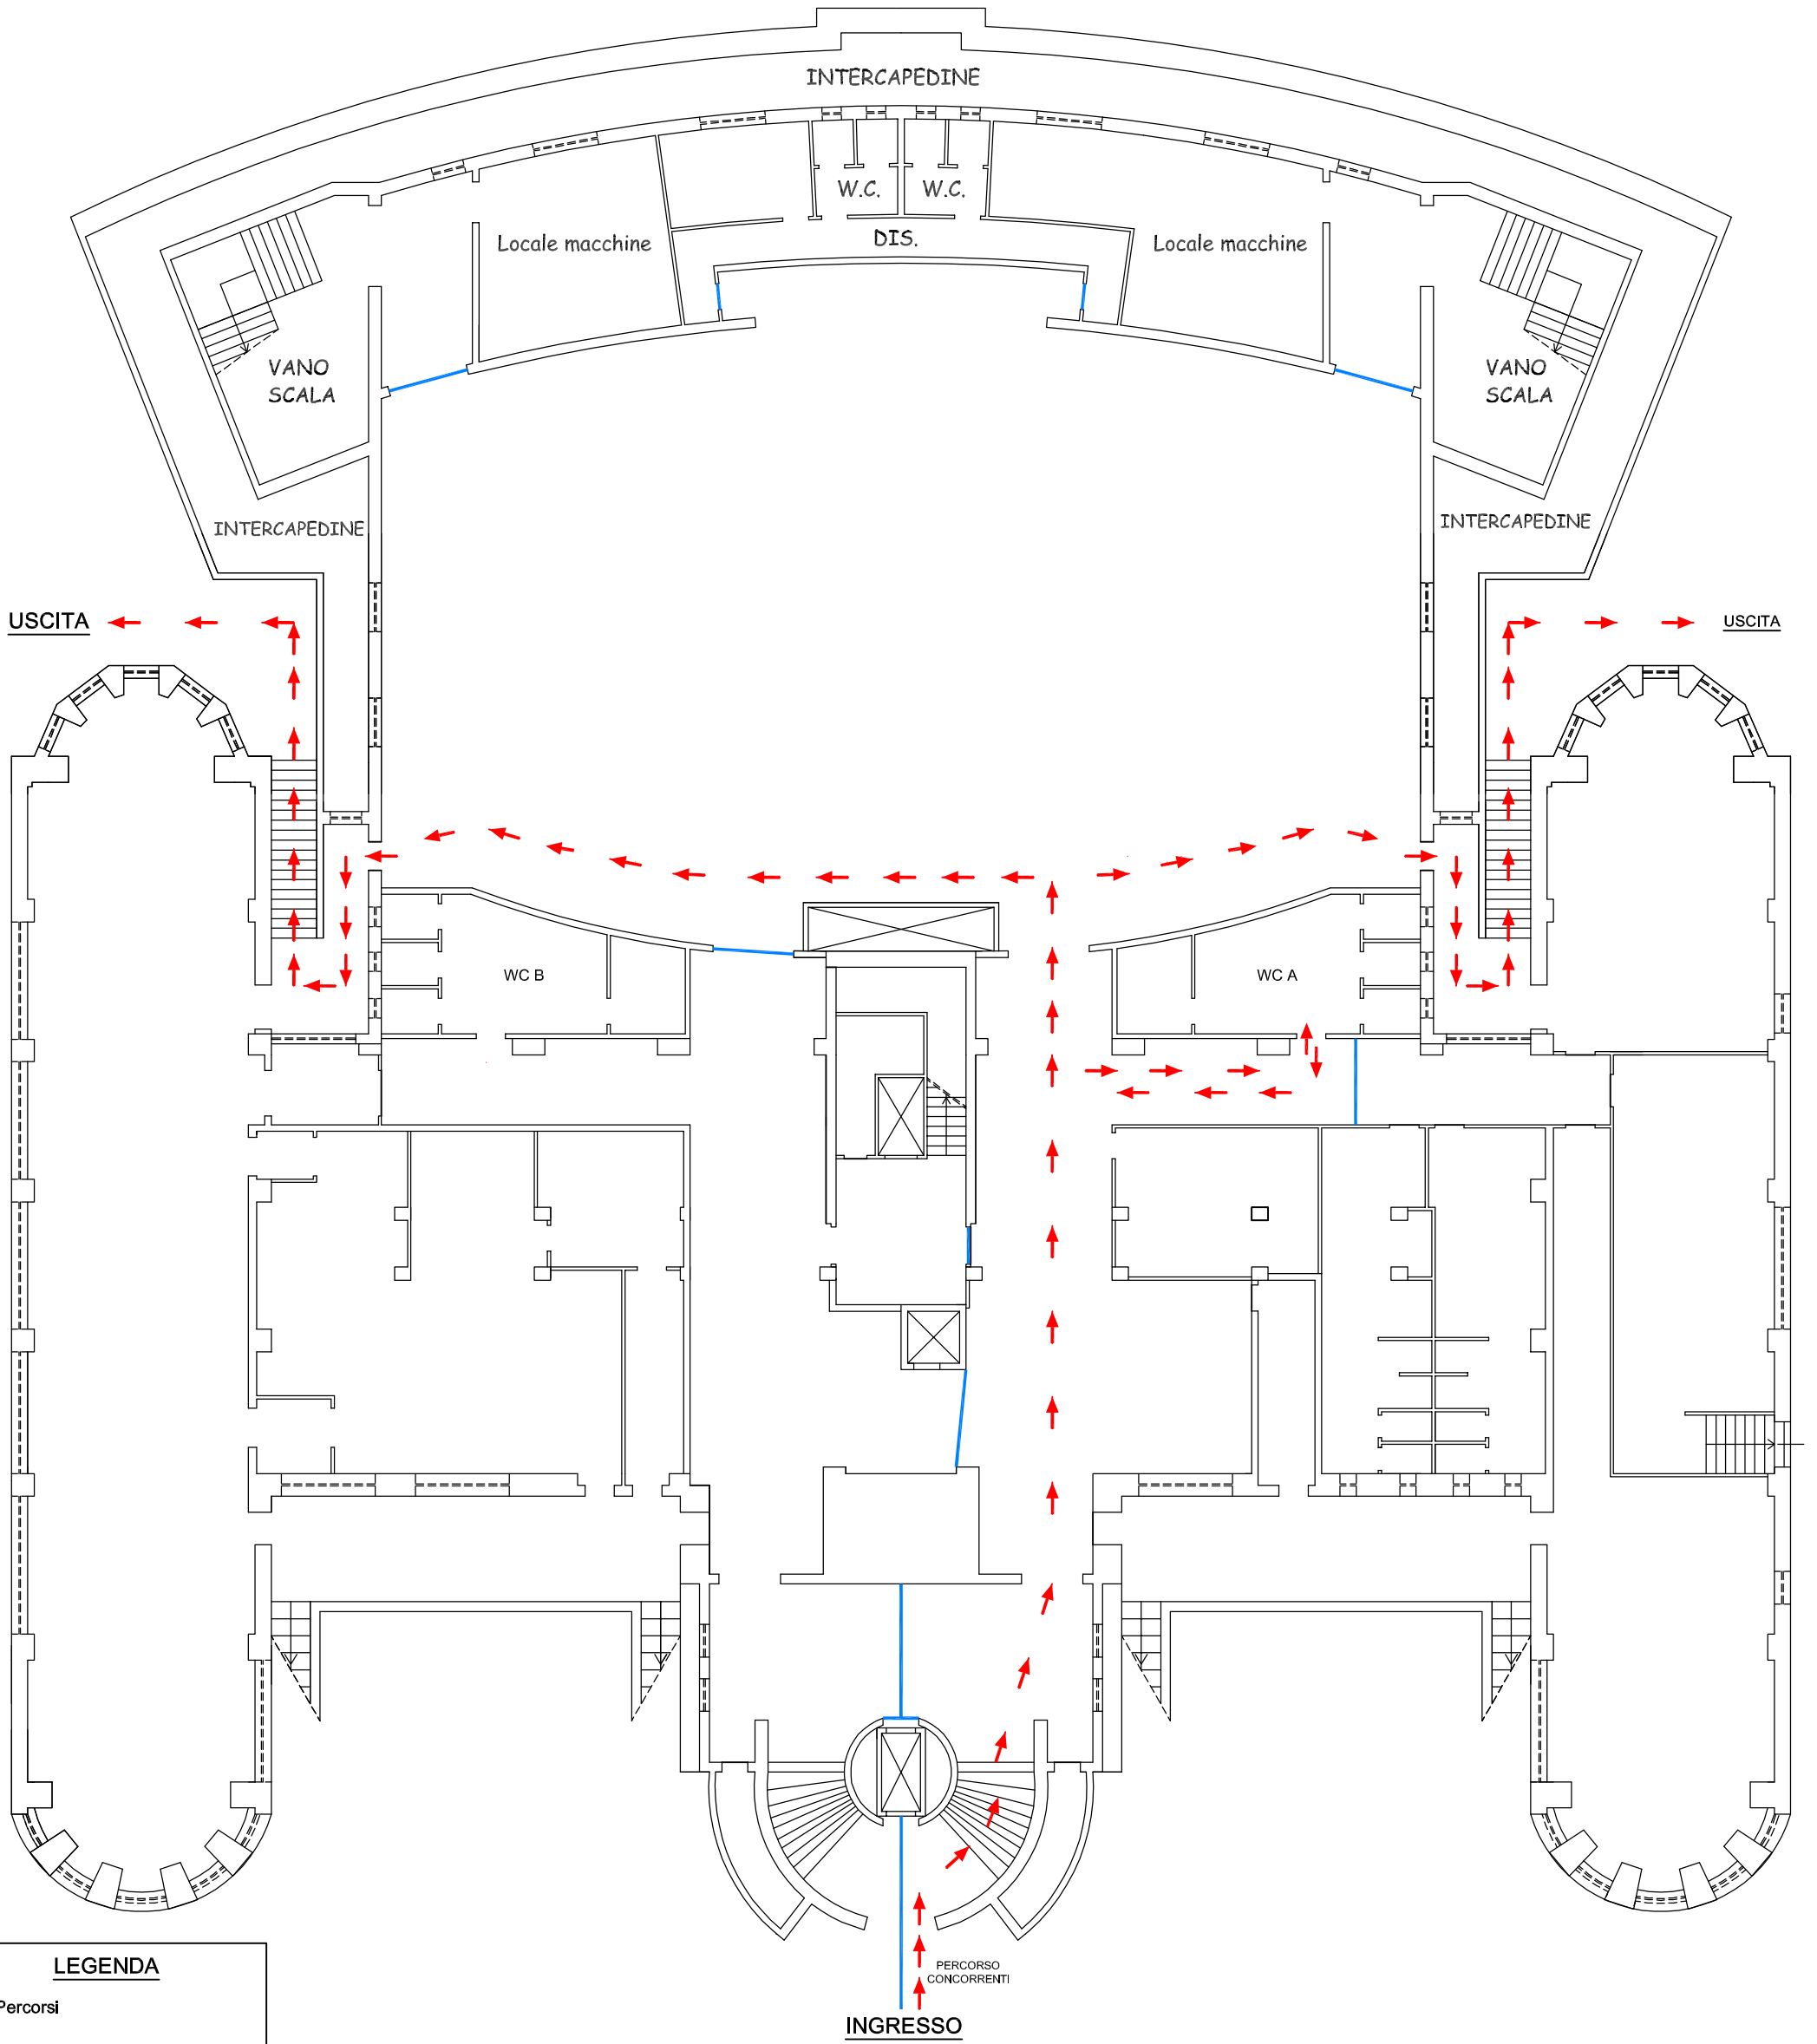 INTERCAPEDINE
W.C.
W.C.
DIS.
Locale macchine
Locale macchine
VANO
SCALA
VANO
SCALA
INTERCAPEDINE
INTERCAPEDINE
USCITA
USCITA
WC B
WC A
PERCORSO
CONCORRENTI
INGRESSO
LEGENDA
Percorsi